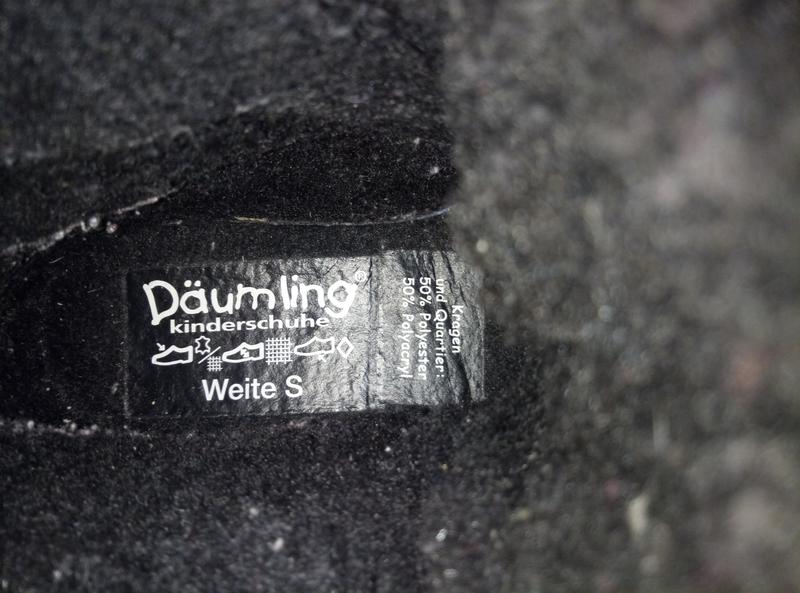 Däumling®
kinderschuhe
Weite S
Kragen
und Quartier:
50% Polyester
50% Polyacryl